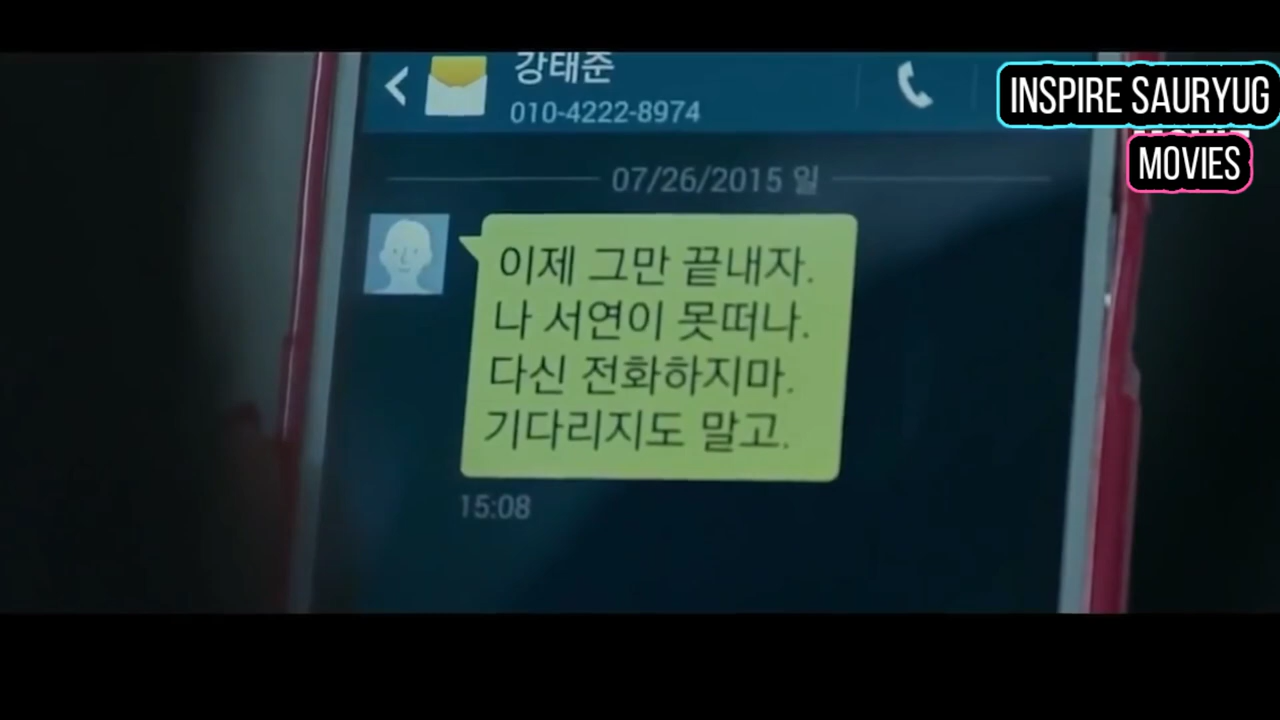 강태준
010-4222-8974
INSPIRE SAURYUG
MOVIES
07/26/2015 일
이제 그만 끝내자.
나 서연이 못떠나.
다신 전화하지마.
기다리지도 말고.
15:08